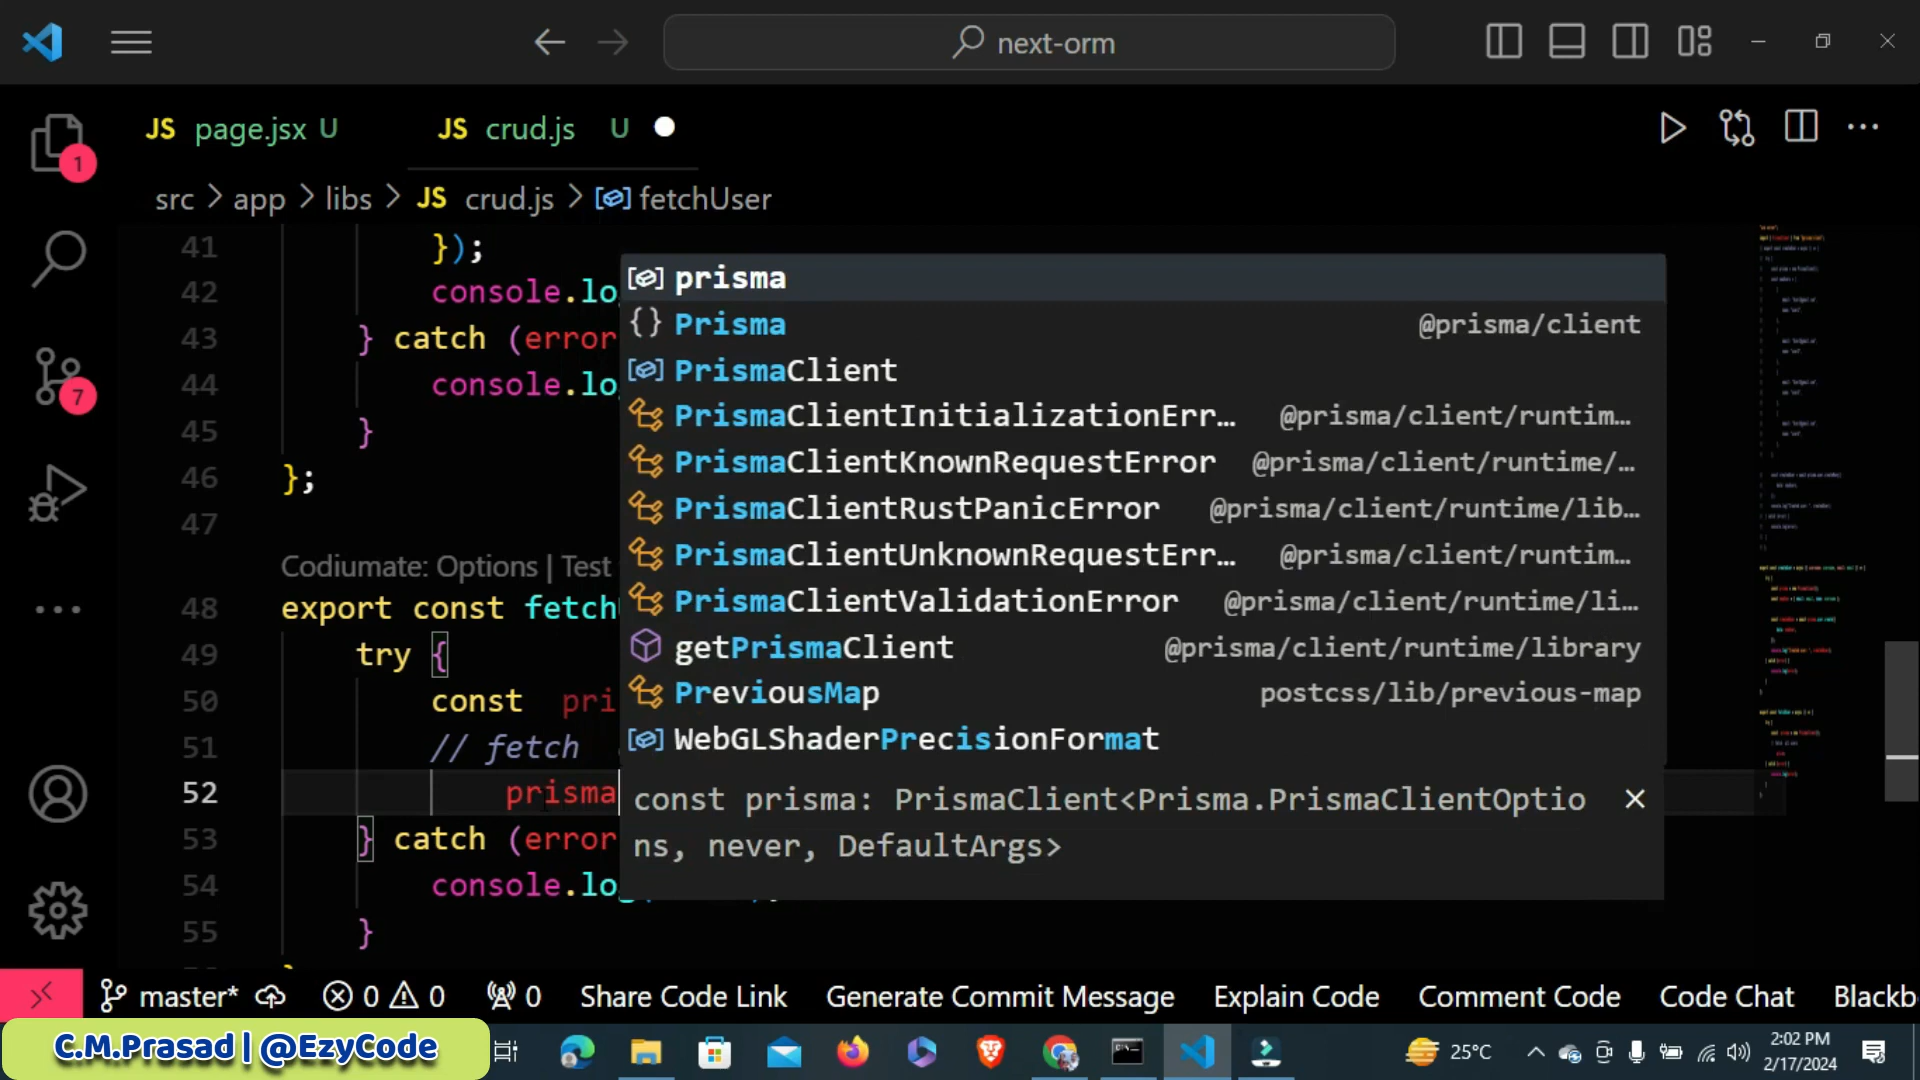 next-orm
JS page.jsx U
JS crud.js U
1
src > app > libs > JS crud.js > fetchUser
41 });
42 console.lo
43 } catch (error
44 console.lo
45 }
46 };
47
Codiumate: Options | Test
48 export const fetch
49 try {
50 const pri
51 // fetch
52 prisma
53 } catch (error
54 console.lo
55 }
7
prisma
Prisma @prisma/client
PrismaClient
PrismaClientInitializationErr... @prisma/client/runtim...
PrismaClientKnownRequestError @prisma/client/runtime/...
PrismaClientRustPanicError @prisma/client/runtime/lib...
PrismaClientUnknownRequestErr... @prisma/client/runtim...
PrismaClientValidationError @prisma/client/runtime/li...
getPrismaClient @prisma/client/runtime/library
PreviousMap postcss/lib/previous-map
WebGLShaderPrecisionFormat
const prisma: PrismaClient<Prisma.PrismaClientOptio
ns, never, DefaultArgs>
master* 0 0 0 Share Code Link Generate Commit Message Explain Code Comment Code Code Chat Blackb
C.M.Prasad | @EzyCode
25°C
2:02 PM
2/17/2024